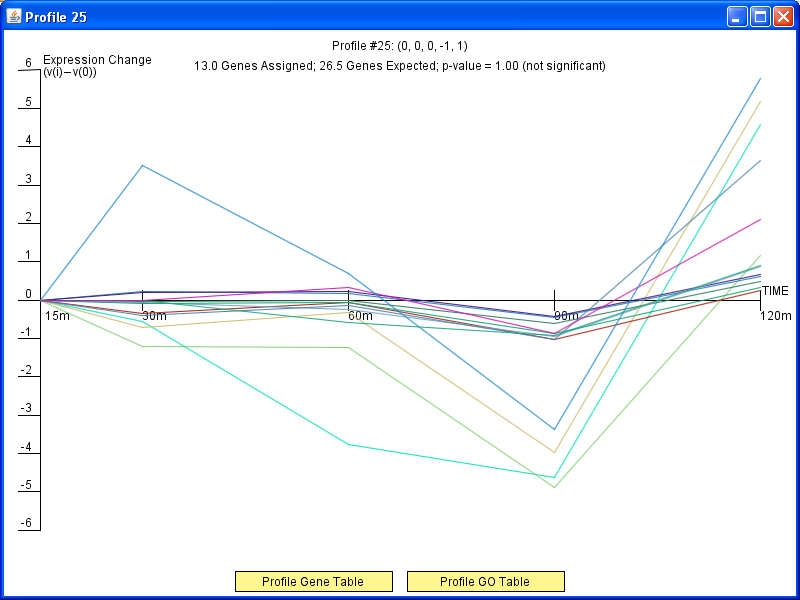 Profile 25
Profile #25: (0, 0, 0, -1, 1)
13.0 Genes Assigned; 26.5 Genes Expected; p-value = 1.00 (not significant)
Expression Change
(v(i)−v(0))
6
5
4
3
2
1
0
-1
-2
-3
-4
-5
-6
TIME
15m 30m 60m 90m 120m
Profile Gene Table Profile GO Table